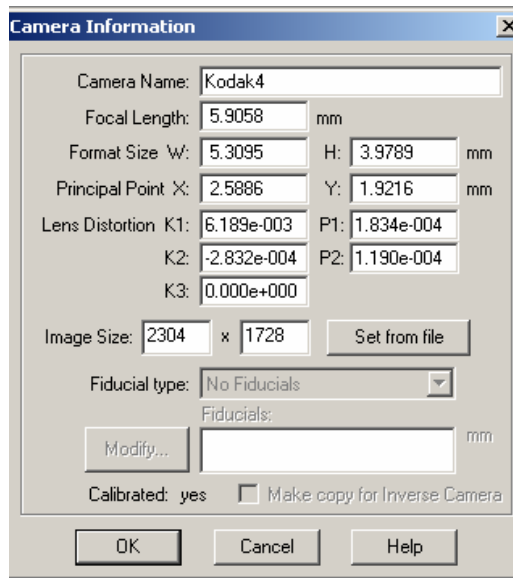 Camera Information
Camera Name: Kodak4
Focal Length: 5.9058 mm
Format Size W: 5.3095 H: 3.9789 mm
Principal Point X: 2.5886 Y: 1.9216 mm
Lens Distortion K1: 6.189e-003 P1: 1.834e-004
K2: -2.832e-004 P2: 1.190e-004
K3: 0.000e+000
Image Size: 2304 x 1728 Set from file
Fiducial type: No Fiducials
Fiducials:
Modify... mm
Calibrated: yes Make copy for Inverse Camera
OK Cancel Help